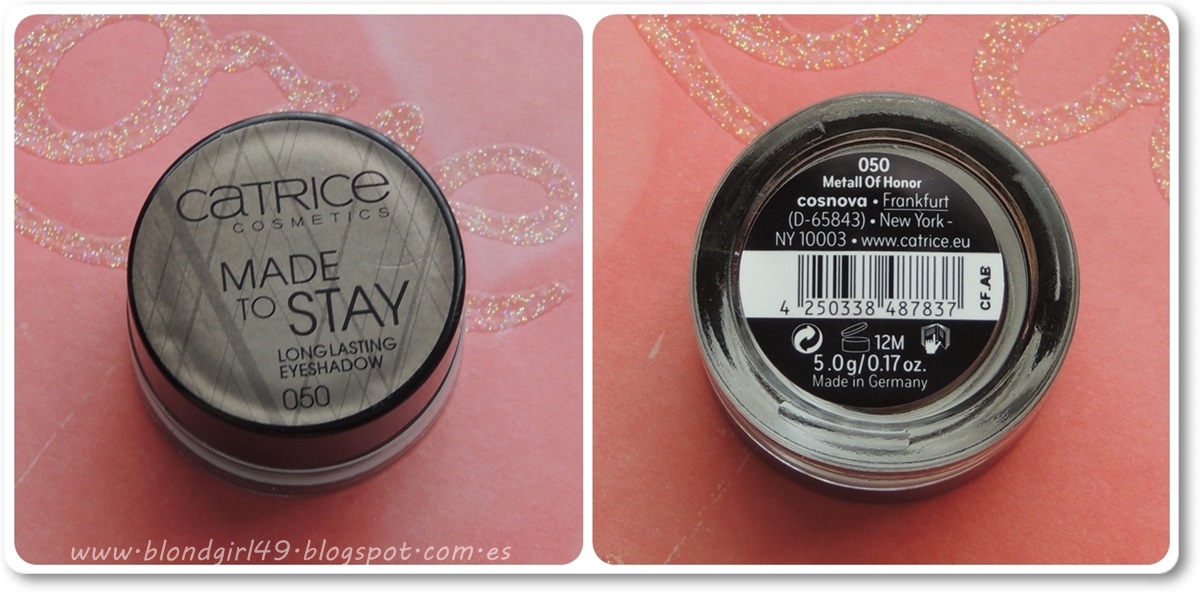 CATRICE
COSMETICS
MADE
TO STAY
LONG LASTING
EYESHADOW
050
www.blondgirl49.blogspot.com.es
050
Metall Of Honor
cosnova • Frankfurt
(D-65843) • New York -
NY 10003 • www.catrice.eu
CF.AB
4 250338 487837
12M
5.0g/0.17oz.
Made in Germany